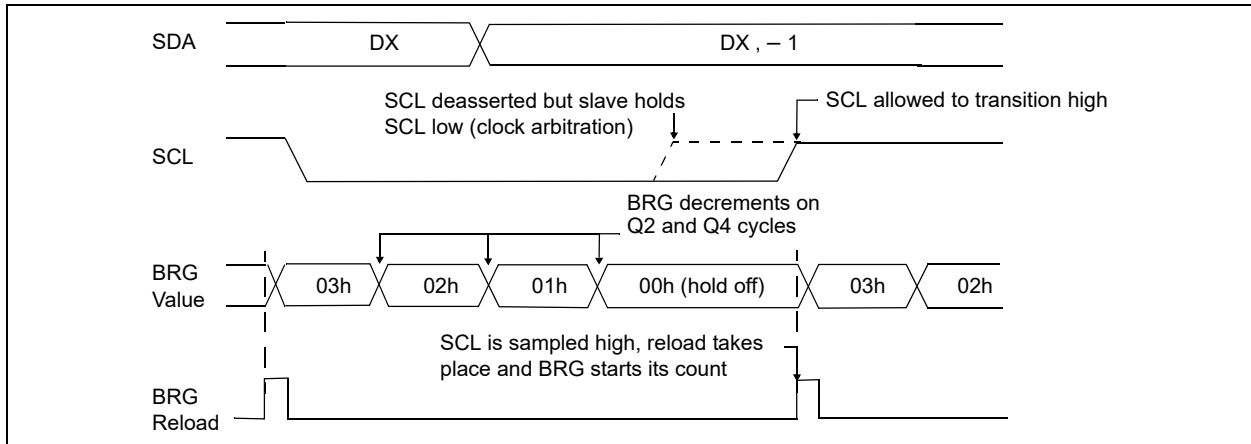 SDA
DX
DX , – 1
SCL deasserted but slave holds
SCL low (clock arbitration)
SCL allowed to transition high
SCL
BRG decrements on
Q2 and Q4 cycles
BRG
Value
03h
02h
01h
00h (hold off)
03h
02h
SCL is sampled high, reload takes
place and BRG starts its count
BRG
Reload